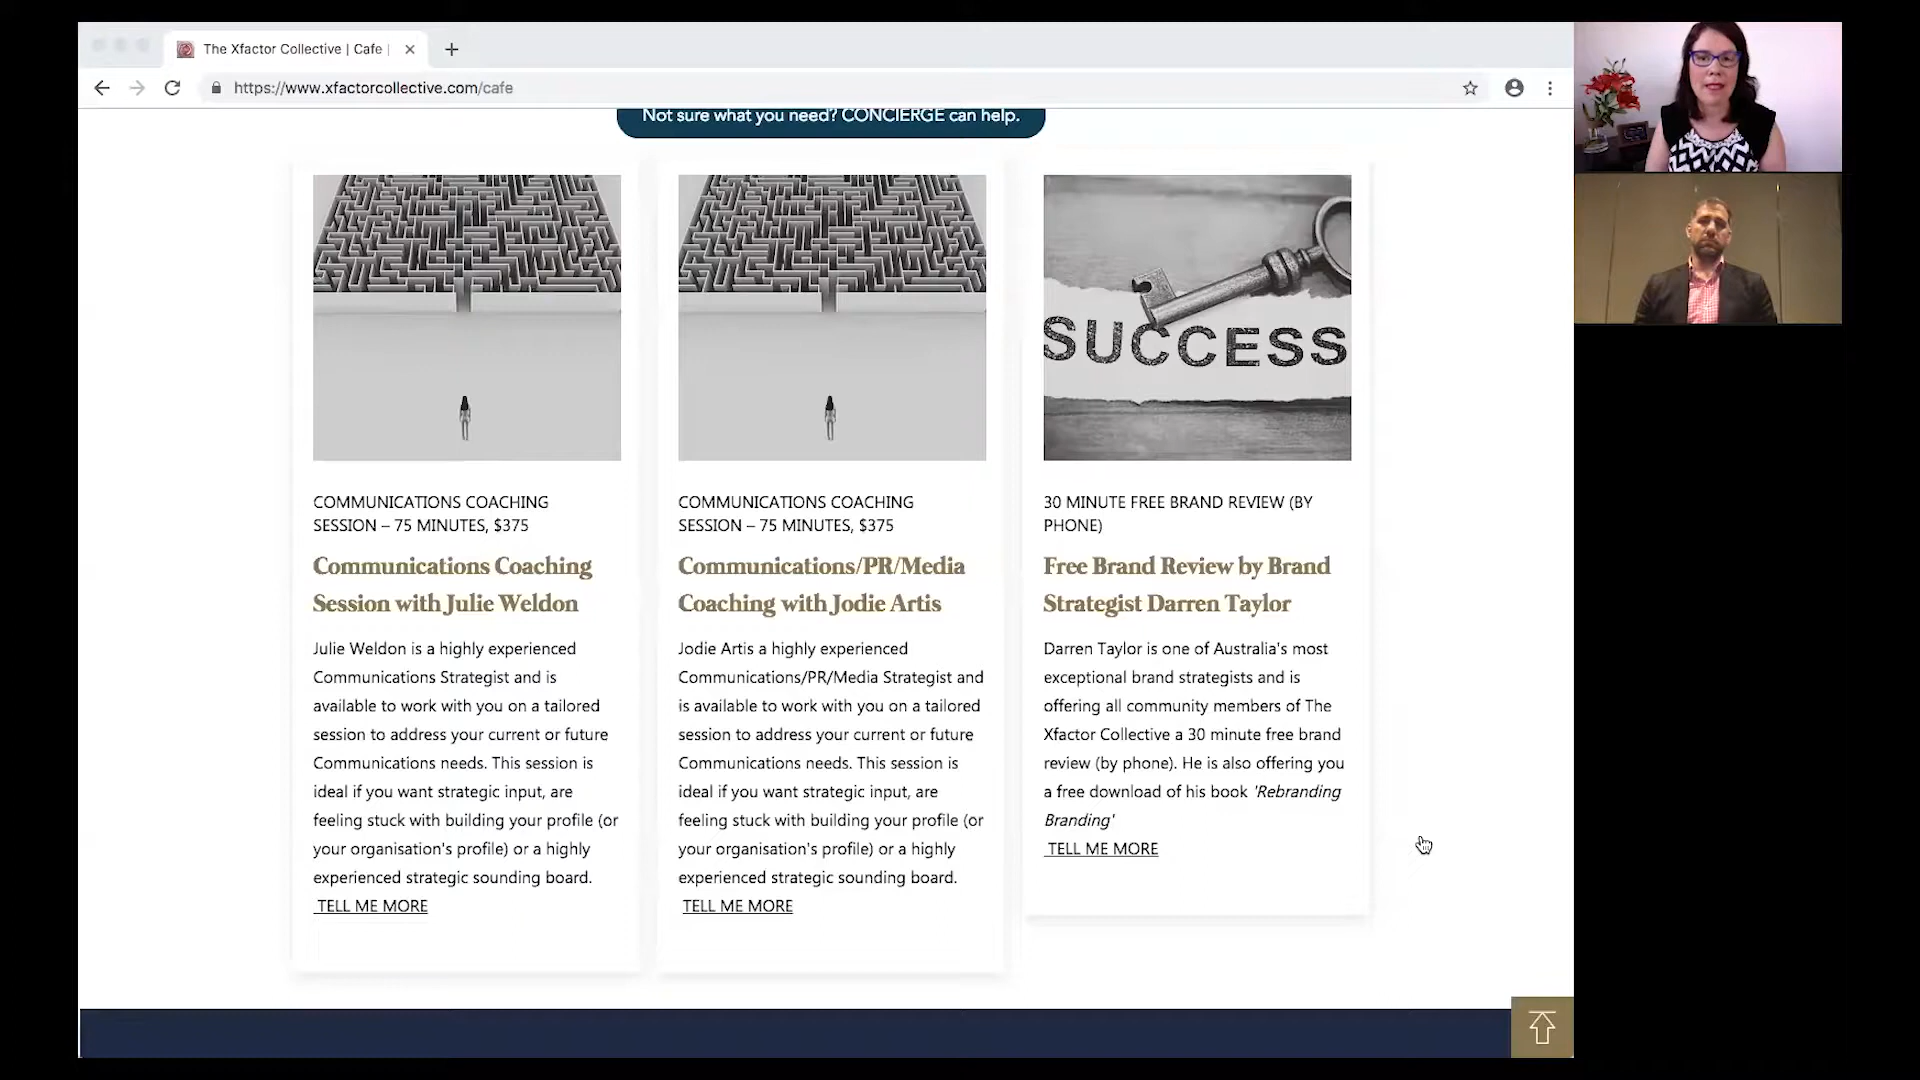 The Xfactor Collective | Cafe |
https://www.xfactorcollective.com/cafe
Not sure what you need? CONCIERGE can help.
SUCCESS
COMMUNICATIONS COACHING
SESSION – 75 MINUTES, $375
Communications Coaching
Session with Julie Weldon
Julie Weldon is a highly experienced
Communications Strategist and is
available to work with you on a tailored
session to address your current or future
Communications needs. This session is
ideal if you want strategic input, are
feeling stuck with building your profile (or
your organisation's profile) or a highly
experienced strategic sounding board.
TELL ME MORE
COMMUNICATIONS COACHING
SESSION – 75 MINUTES, $375
Communications/PR/Media
Coaching with Jodie Artis
Jodie Artis a highly experienced
Communications/PR/Media Strategist and
is available to work with you on a tailored
session to address your current or future
Communications needs. This session is
ideal if you want strategic input, are
feeling stuck with building your profile (or
your organisation's profile) or a highly
experienced strategic sounding board.
TELL ME MORE
30 MINUTE FREE BRAND REVIEW (BY
PHONE)
Free Brand Review by Brand
Strategist Darren Taylor
Darren Taylor is one of Australia's most
exceptional brand strategists and is
offering all community members of The
Xfactor Collective a 30 minute free brand
review (by phone). He is also offering you
a free download of his book 'Rebranding
Branding'
TELL ME MORE